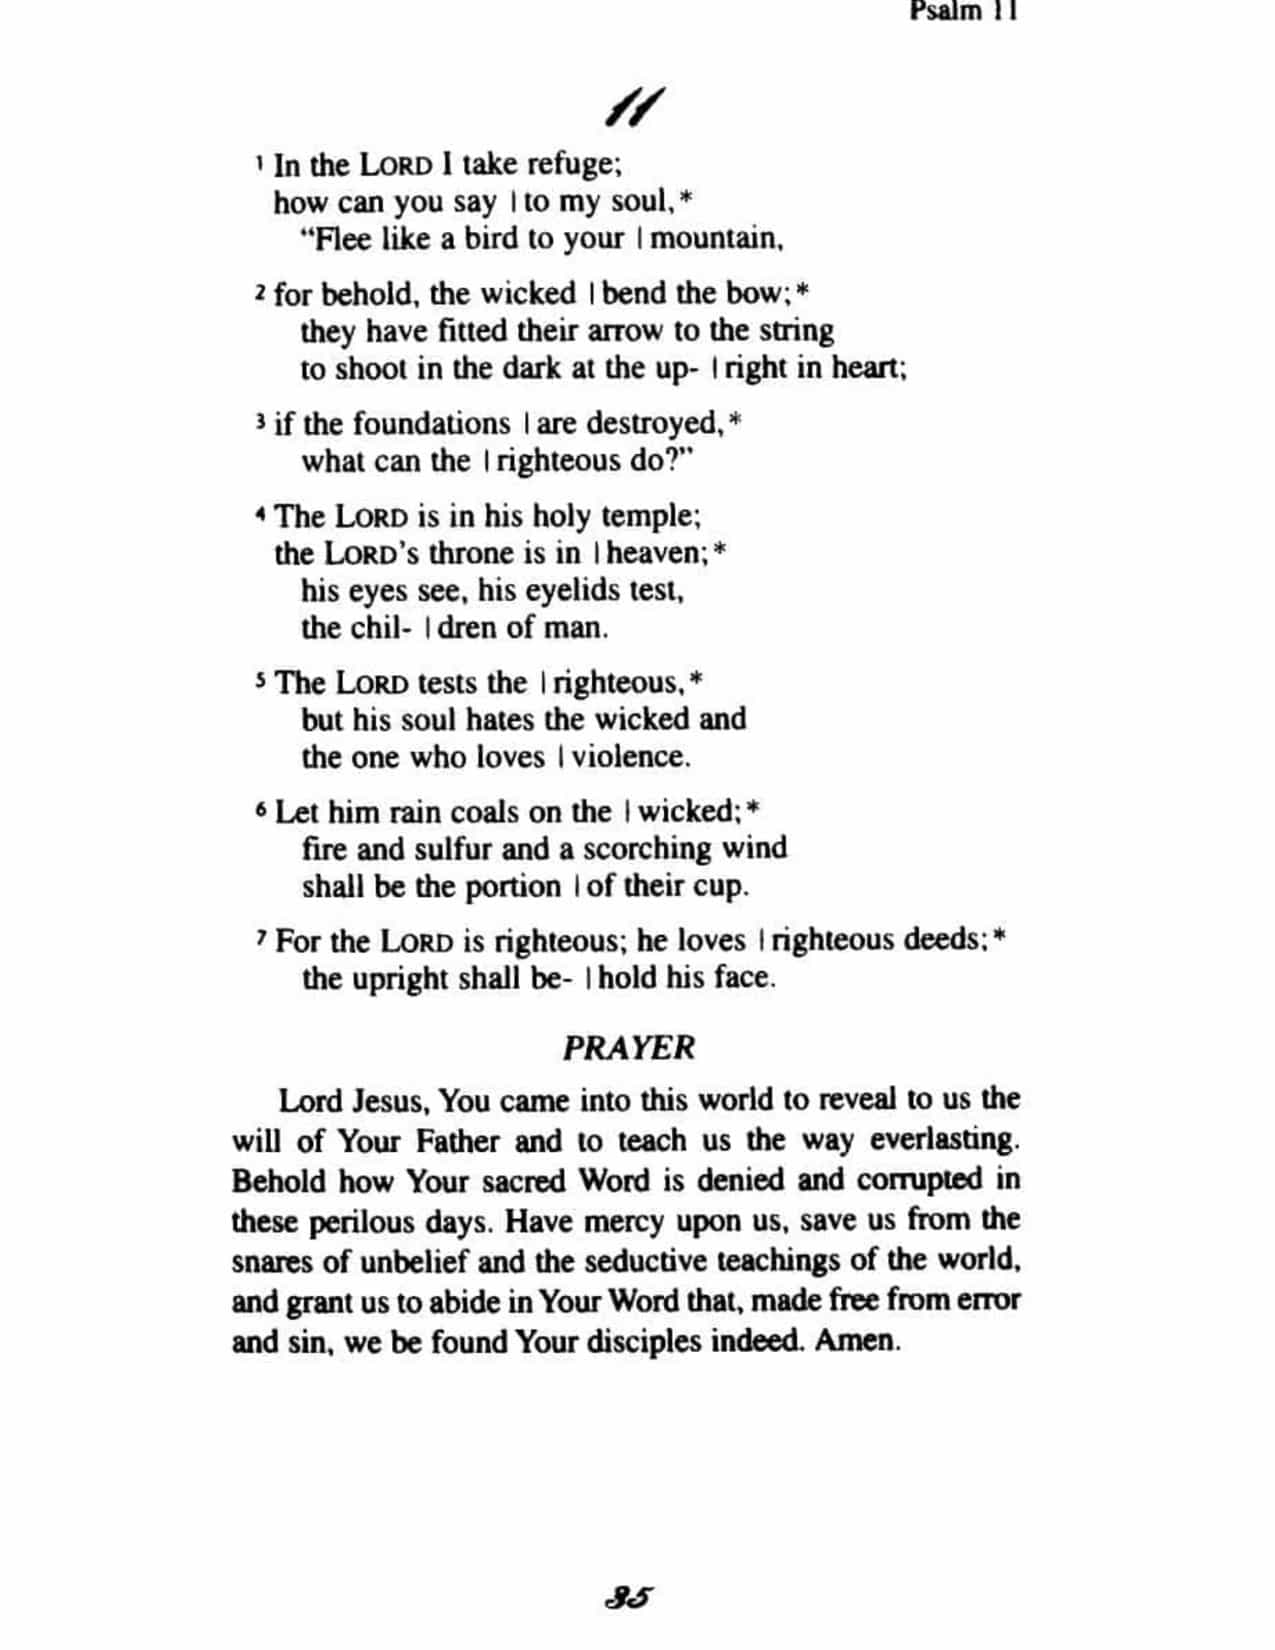 Psalm 11
11
1 In the LORD I take refuge;
how can you say | to my soul,*
“Flee like a bird to your | mountain,
2 for behold, the wicked | bend the bow;*
they have fitted their arrow to the string
to shoot in the dark at the up- | right in heart;
3 if the foundations | are destroyed,*
what can the | righteous do?”
4 The LORD is in his holy temple;
the LORD’s throne is in | heaven;*
his eyes see, his eyelids test,
the chil- | dren of man.
5 The LORD tests the | righteous,*
but his soul hates the wicked and
the one who loves | violence.
6 Let him rain coals on the | wicked;*
fire and sulfur and a scorching wind
shall be the portion | of their cup.
7 For the LORD is righteous; he loves | righteous deeds;*
the upright shall be- | hold his face.
PRAYER
Lord Jesus, You came into this world to reveal to us the
will of Your Father and to teach us the way everlasting.
Behold how Your sacred Word is denied and corrupted in
these perilous days. Have mercy upon us, save us from the
snares of unbelief and the seductive teachings of the world,
and grant us to abide in Your Word that, made free from error
and sin, we be found Your disciples indeed. Amen.
35